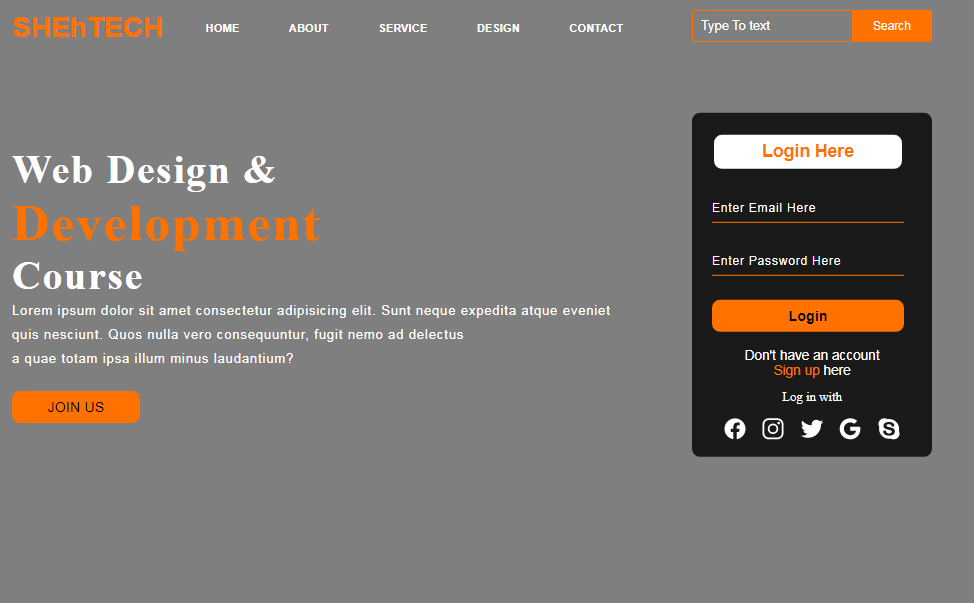 SHEhTECH HOME ABOUT SERVICE DESIGN CONTACT Type To text Search
Web Design &
Development
Course
Lorem ipsum dolor sit amet consectetur adipisicing elit. Sunt neque expedita atque eveniet
quis nesciunt. Quos nulla vero consequuntur, fugit nemo ad delectus
a quae totam ipsa illum minus laudantium?
JOIN US
Login Here
Enter Email Here
Enter Password Here
Login
Don't have an account
Sign up here
Log in with